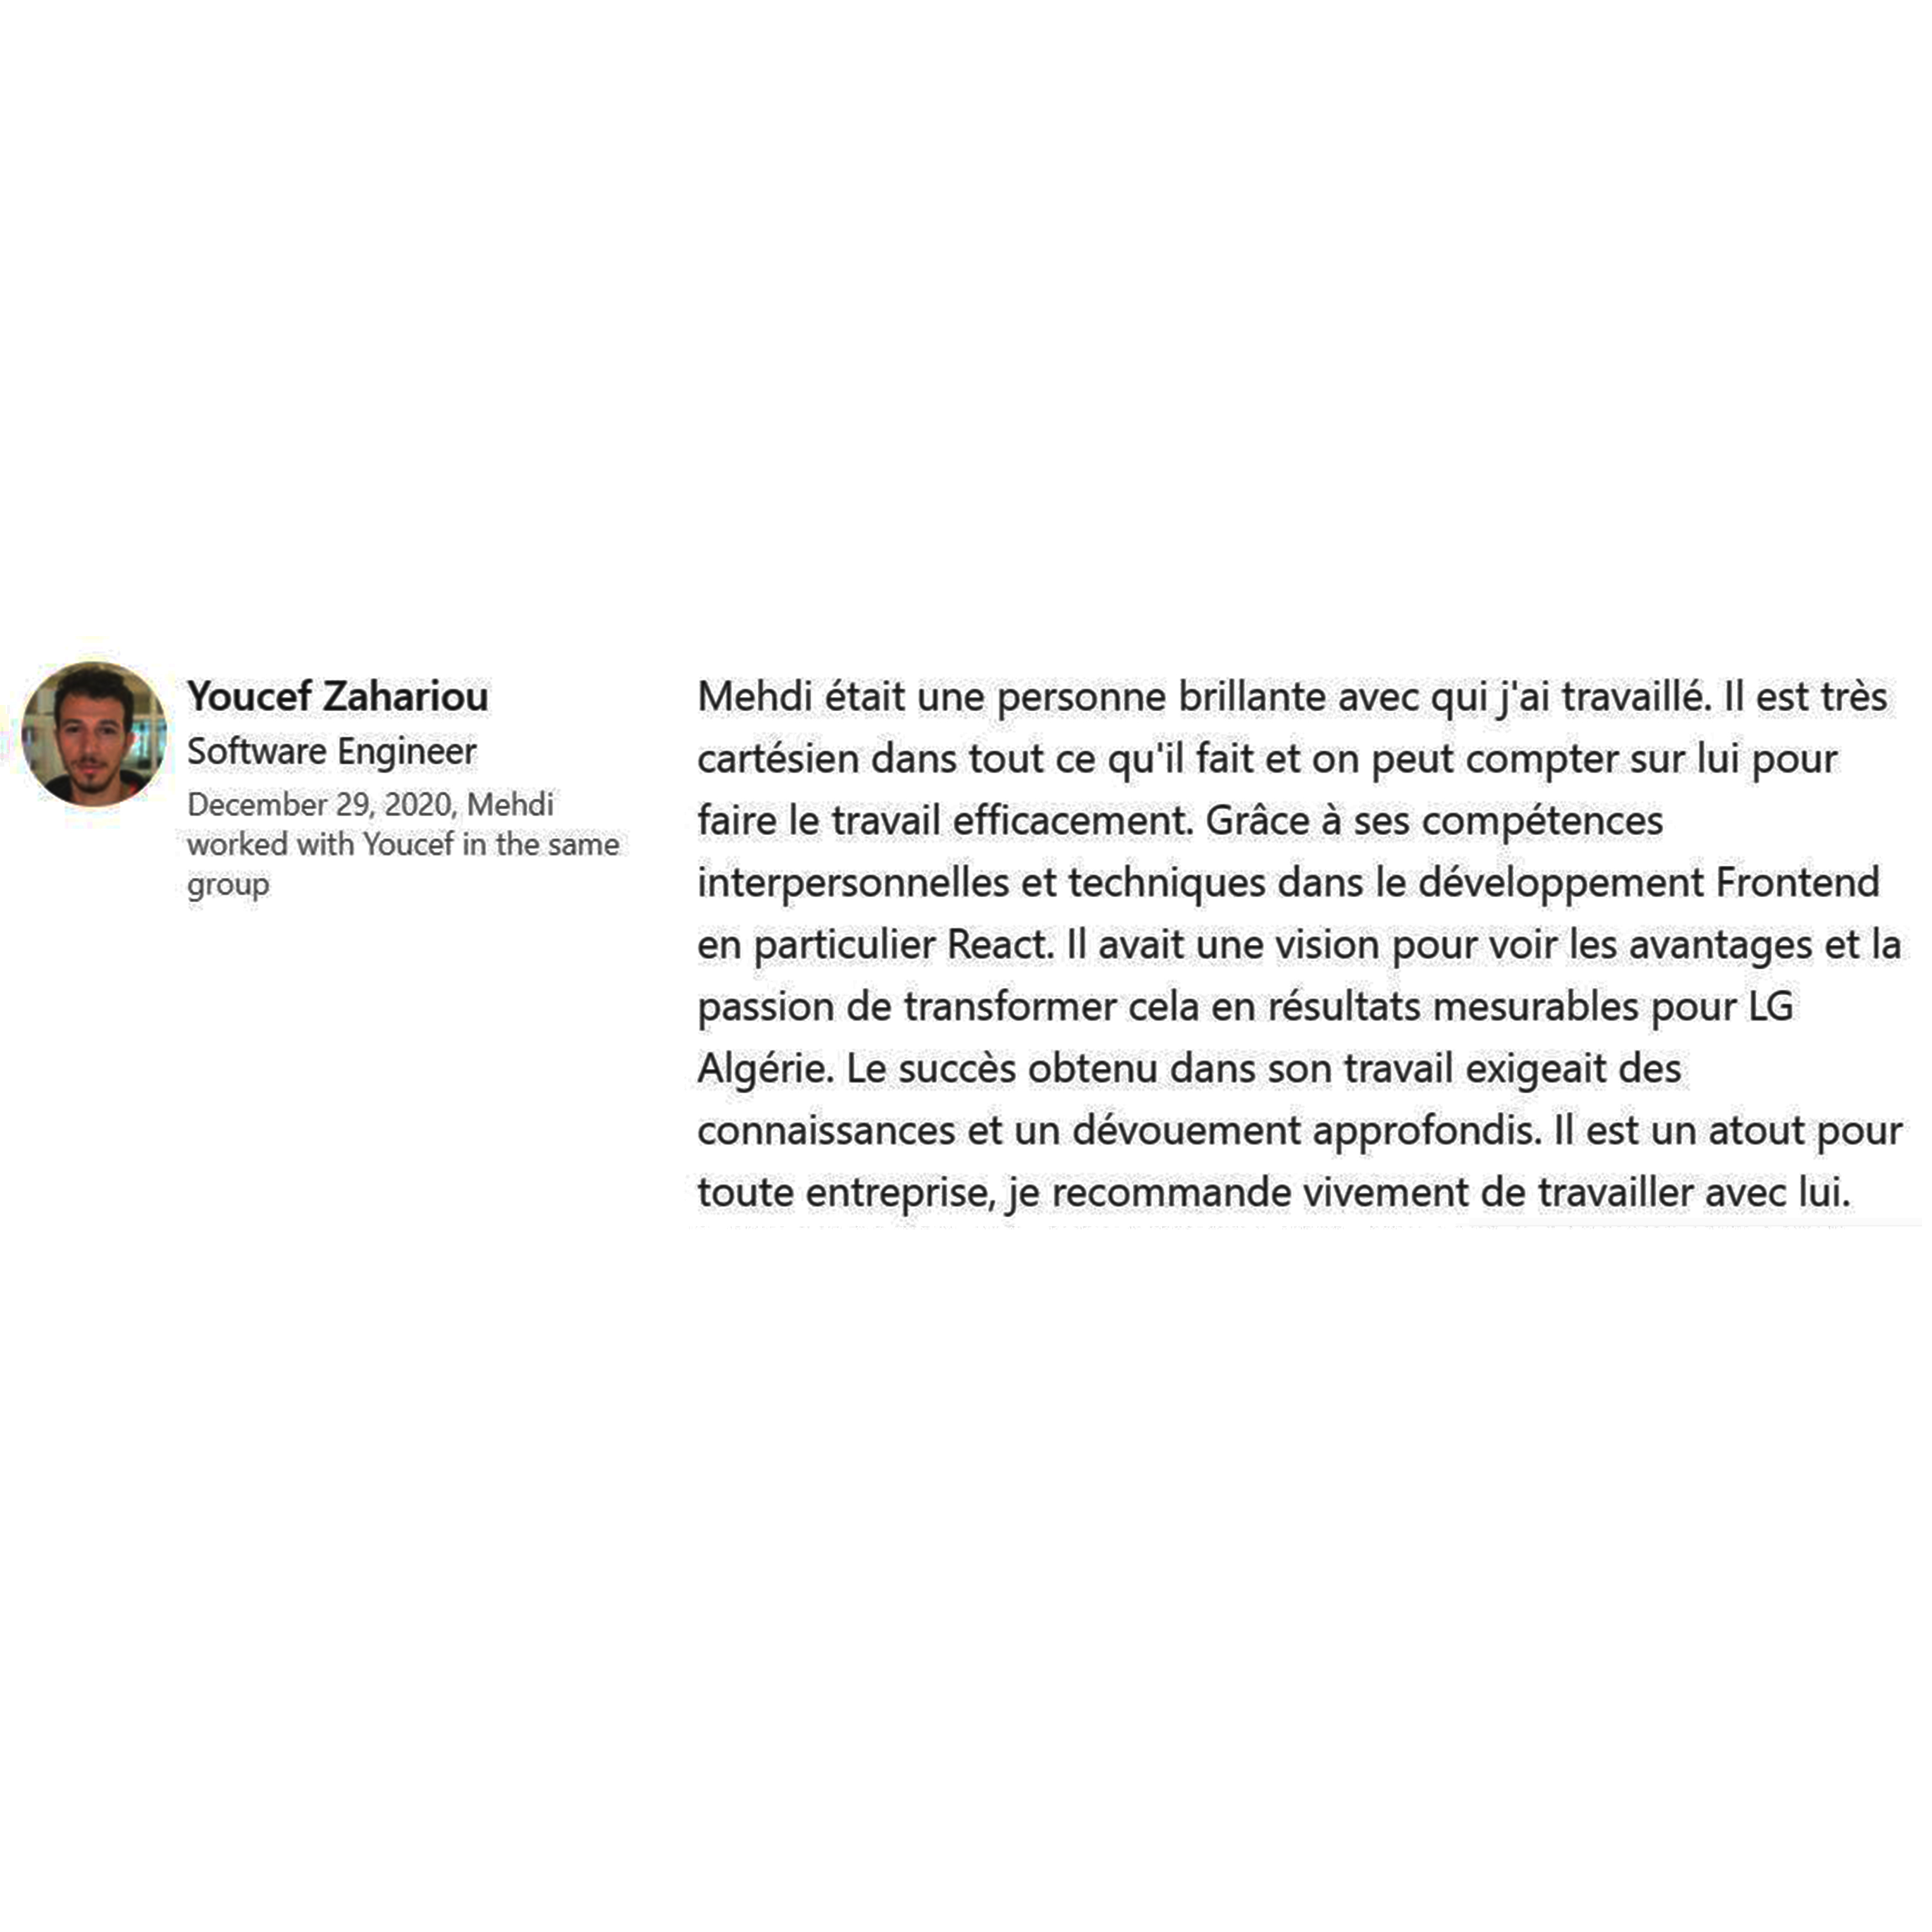 Youcef Zahariou
Software Engineer
December 29, 2020, Mehdi
worked with Youcef in the same
group
Mehdi était une personne brillante avec qui j'ai travaillé. Il est très
cartésien dans tout ce qu'il fait et on peut compter sur lui pour
faire le travail efficacement. Grâce à ses compétences
interpersonnelles et techniques dans le développement Frontend
en particulier React. Il avait une vision pour voir les avantages et la
passion de transformer cela en résultats mesurables pour LG
Algérie. Le succès obtenu dans son travail exigeait des
connaissances et un dévouement approfondis. Il est un atout pour
toute entreprise, je recommande vivement de travailler avec lui.